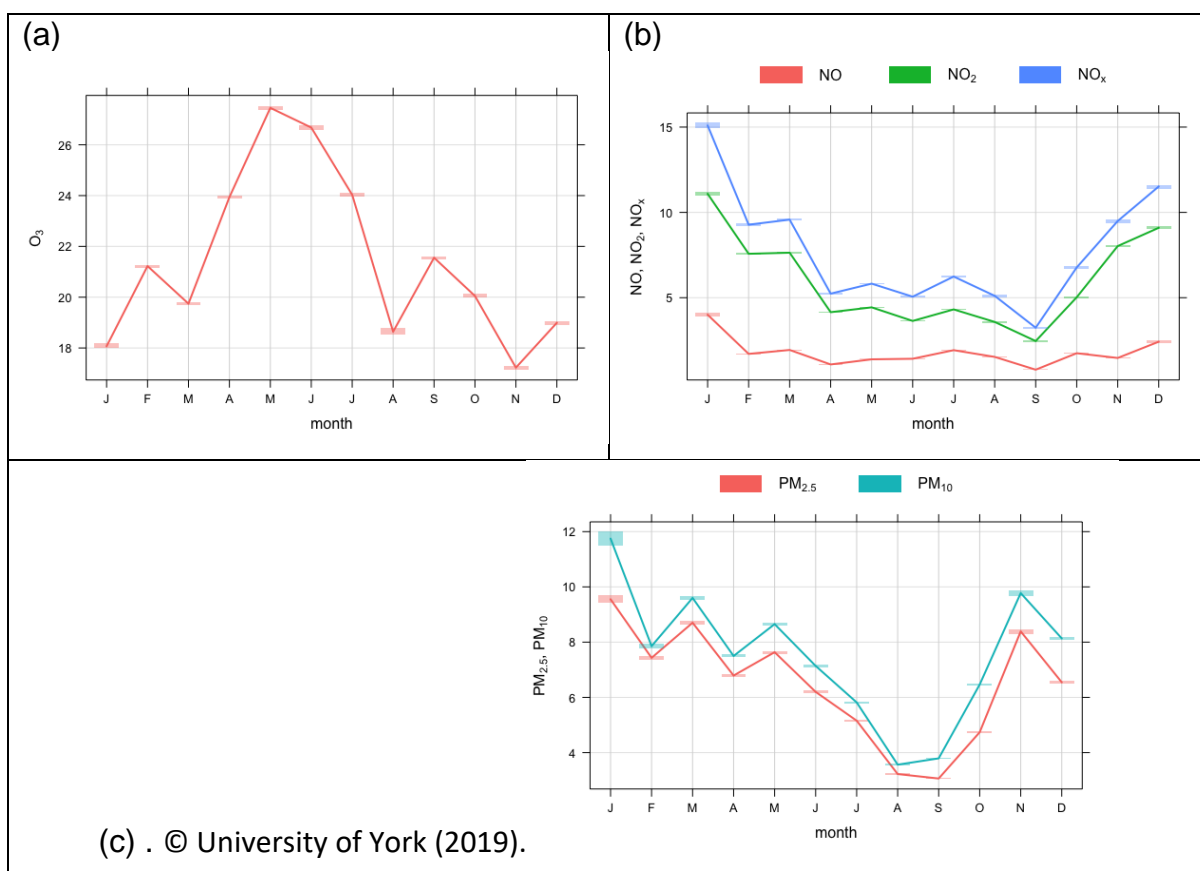 (a)
26
24
22
20
18
O₃
J F M A M J J A S O N D
month
(b)
NO NO₂ NOₓ
15
10
5
NO, NO₂, NOₓ
J F M A M J J A S O N D
month
PM₂.₅ PM₁₀
12
10
8
6
4
PM₂.₅, PM₁₀
J F M A M J J A S O N D
month
(c) . © University of York (2019).